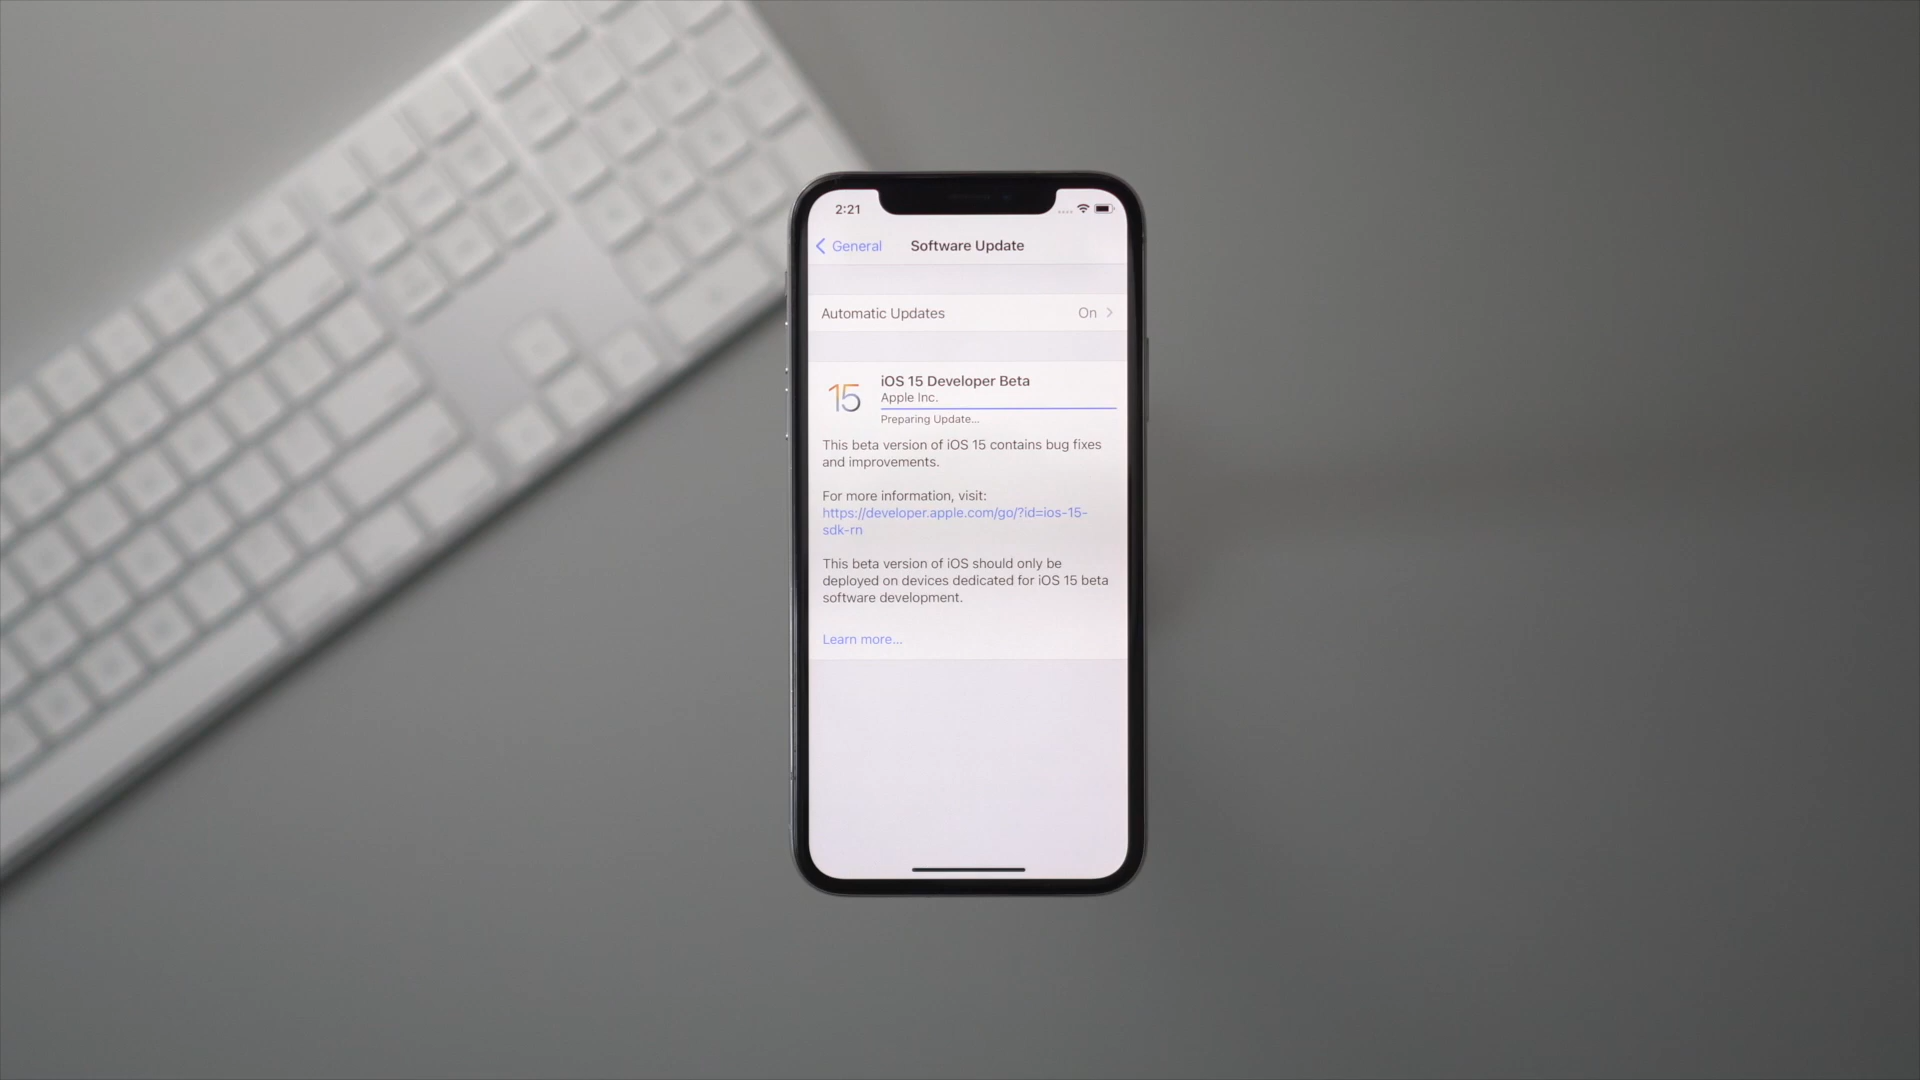 2:21
General
Software Update
Automatic Updates On
15
iOS 15 Developer Beta
Apple Inc.
Preparing Update...
This beta version of iOS 15 contains bug fixes
and improvements.
For more information, visit:
https://developer.apple.com/go/?id=ios-15-
sdk-rn
This beta version of iOS should only be
deployed on devices dedicated for iOS 15 beta
software development.
Learn more...